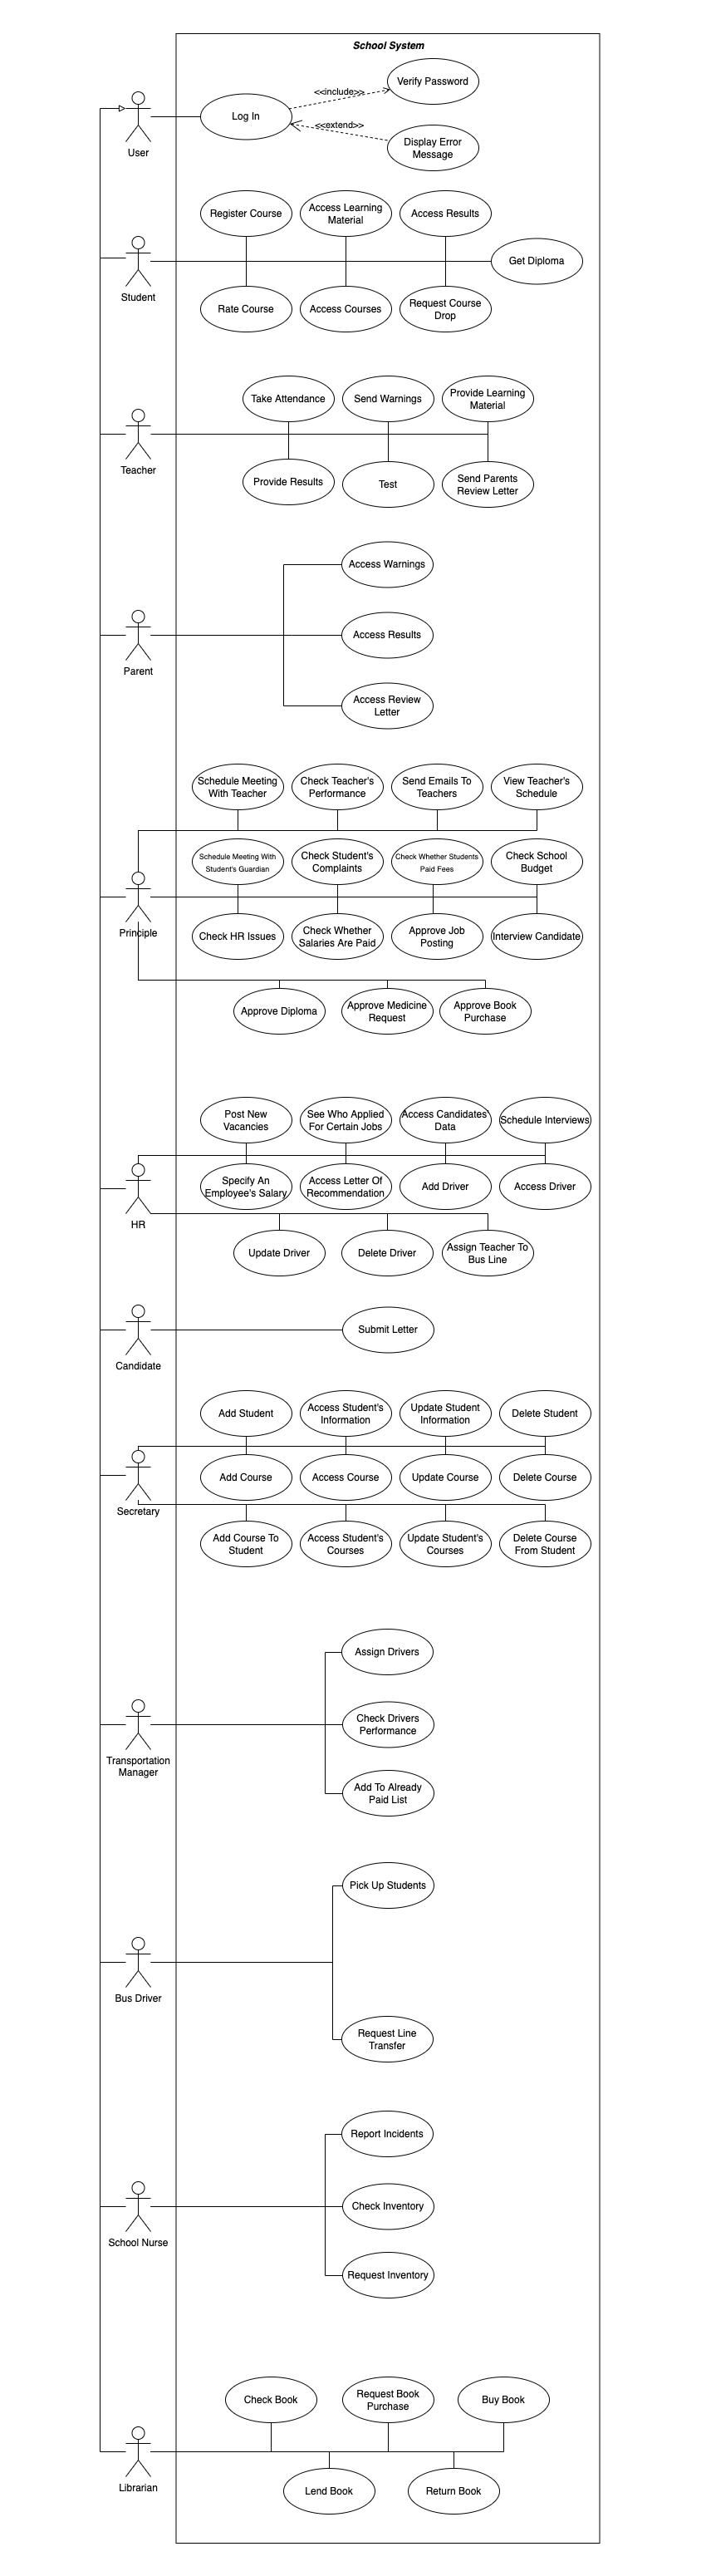 School System
Verify Password
<<include>>
Log In
<<extend>>
Display Error
Message
User
Register Course
Access Learning
Material
Access Results
Get Diploma
Student
Rate Course
Access Courses
Request Course
Drop
Take Attendance
Send Warnings
Provide Learning
Material
Teacher
Provide Results
Test
Send Parents
Review Letter
Access Warnings
Access Results
Parent
Access Review
Letter
Schedule Meeting
With Teacher
Check Teacher's
Performance
Send Emails To
Teachers
View Teacher's
Schedule
Schedule Meeting With
Student's Guardian
Check Student's
Complaints
Check Whether Students
Paid Fees
Check School
Budget
Principle
Check HR Issues
Check Whether
Salaries Are Paid
Approve Job
Posting
Interview Candidate
Approve Diploma
Approve Medicine
Request
Approve Book
Purchase
Post New
Vacancies
See Who Applied
For Certain Jobs
Access Candidates'
Data
Schedule Interviews
Specify An
Employee's Salary
Access Letter Of
Recommendation
Add Driver
Access Driver
HR
Update Driver
Delete Driver
Assign Teacher To
Bus Line
Submit Letter
Candidate
Add Student
Access Student's
Information
Update Student
Information
Delete Student
Add Course
Access Course
Update Course
Delete Course
Secretary
Add Course To
Student
Access Student's
Courses
Update Student's
Courses
Delete Course
From Student
Assign Drivers
Check Drivers
Performance
Transportation
Manager
Add To Already
Paid List
Pick Up Students
Bus Driver
Request Line
Transfer
Report Incidents
Check Inventory
School Nurse
Request Inventory
Check Book
Request Book
Purchase
Buy Book
Librarian
Lend Book
Return Book